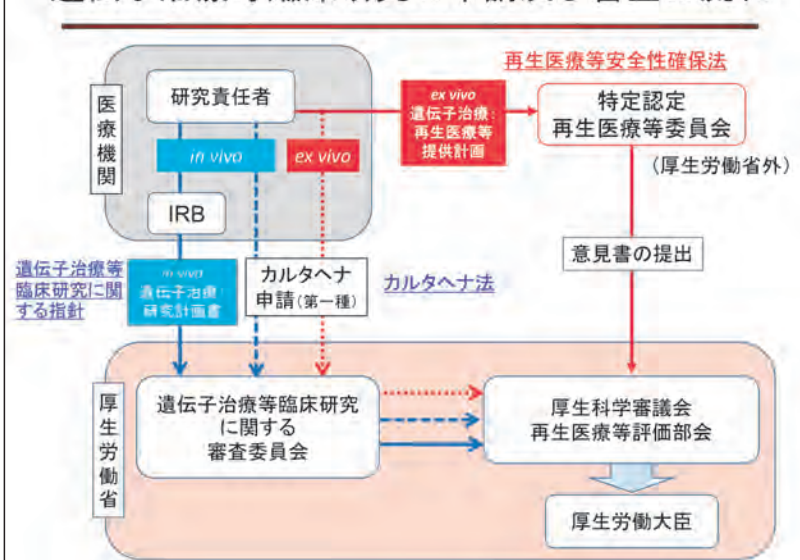 再生医療等安全性確保法
医療機関
研究責任者
in vivo
ex vivo
ex vivo
遺伝子治療:
再生医療等
提供計画
特定認定
再生医療等委員会
(厚生労働省外)
IRB
意見書の提出
遺伝子治療等
臨床研究に関
する指針
in vivo
遺伝子治療:
研究計画書
カルタヘナ
申請(第一種)
カルタヘナ法
厚生労働省
遺伝子治療等臨床研究
に関する
審査委員会
厚生科学審議会
再生医療等評価部会
厚生労働大臣